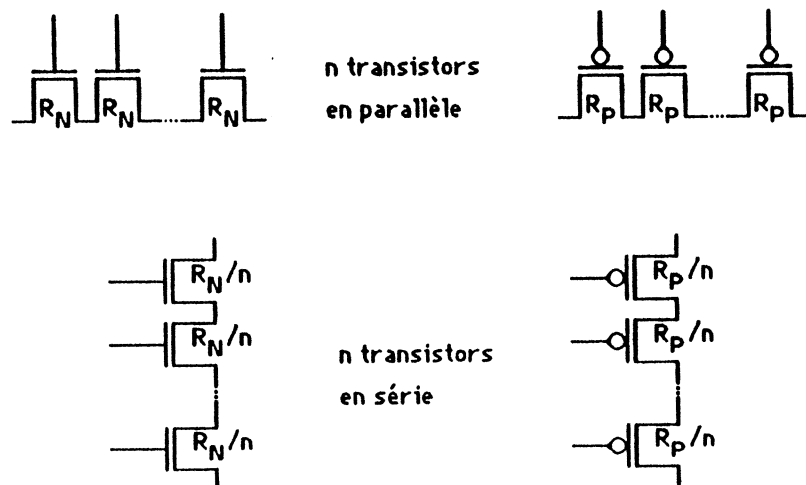 n transistors
en parallèle
R_N R_N R_N
R_P R_P R_P
R_N/n
R_N/n
R_N/n
n transistors
en série
R_P/n
R_P/n
R_P/n